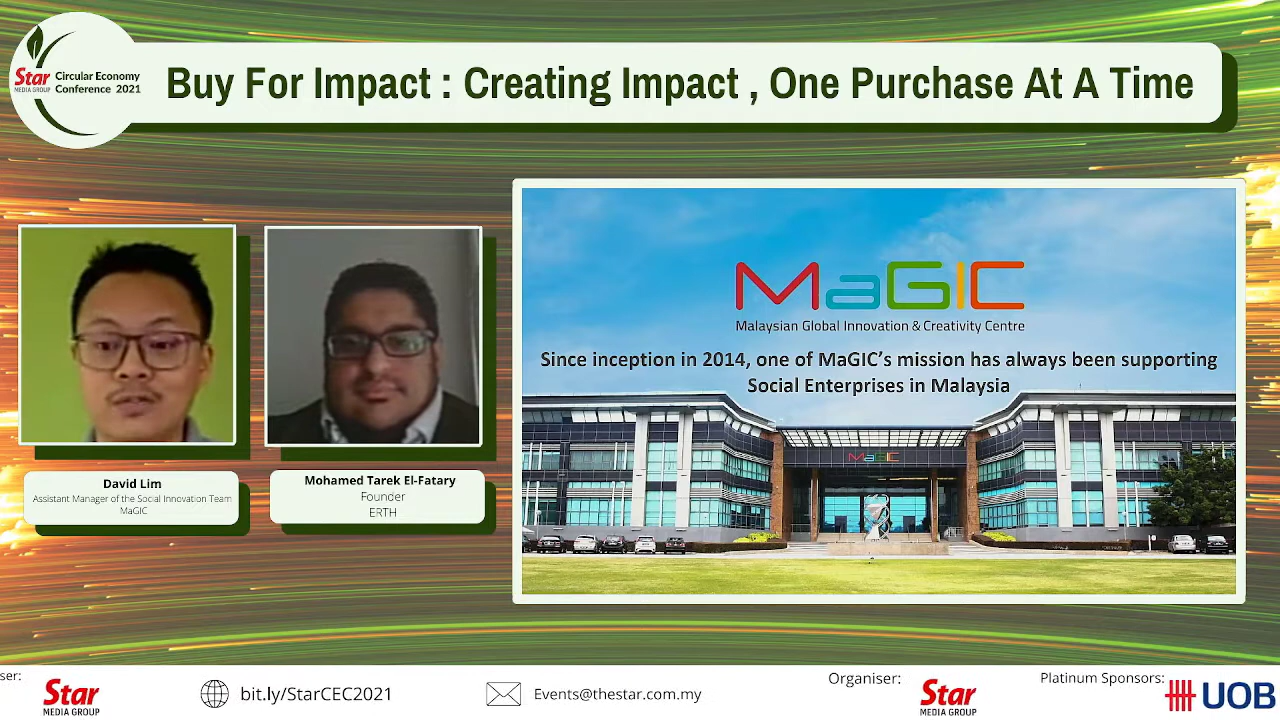 Star
MEDIA GROUP
Circular Economy
Conference 2021
Buy For Impact : Creating Impact , One Purchase At A Time
MaGIC
Malaysian Global Innovation & Creativity Centre
Since inception in 2014, one of MaGIC's mission has always been supporting
Social Enterprises in Malaysia
MaGIC
David Lim
Assistant Manager of the Social Innovation Team
MaGIC
Mohamed Tarek El-Fatary
Founder
ERTH
ser:
Star
MEDIA GROUP
bit.ly/StarCEC2021
Events@thestar.com.my
Organiser:
Star
MEDIA GROUP
Platinum Sponsors:
UOB